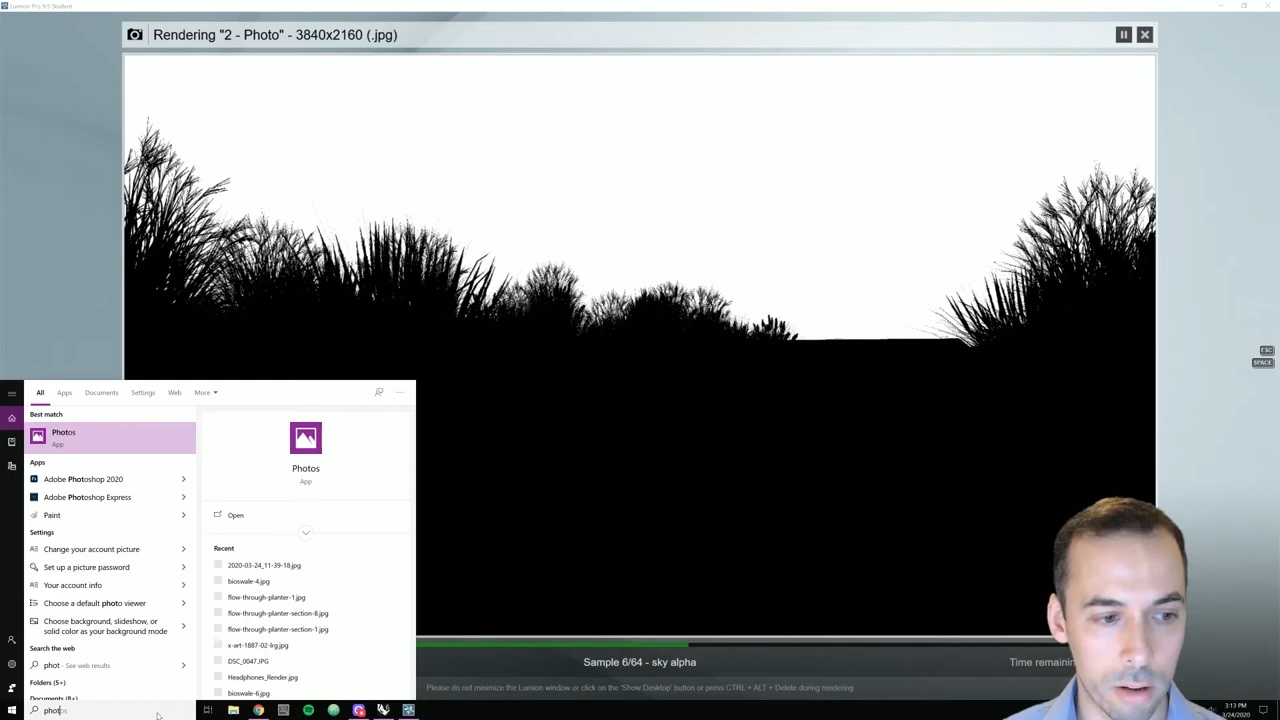 Lumion Pro 9.5 Student
Rendering "2 - Photo" - 3840x2160 (.jpg)
ESC
SPACE
All Apps Documents Settings Web More
Best match
Photos
App
Apps
Adobe Photoshop 2020
Adobe Photoshop Express
Paint
Settings
Change your account picture
Set up a picture password
Your account info
Choose a default photo viewer
Choose background, slideshow, or
solid color as your background mode
Search the web
phot - See web results
Folders (5+)
Documents (8+)
photos
Photos
App
Open
Recent
2020-03-24_11-39-18.jpg
bioswale-4.jpg
flow-through-planter-1.jpg
flow-through-planter-section-8.jpg
flow-through-planter-section-1.jpg
x-art-1887-02-lrg.jpg
DSC_0047.JPG
Headphones_Render.jpg
bioswale-6.jpg
Sample 6/64 - sky alpha
Time remain
Please do not minimize the Lumion window or click on the 'Show Desktop' button or press CTRL + ALT + Delete during rendering
3:13 PM
3/24/2020